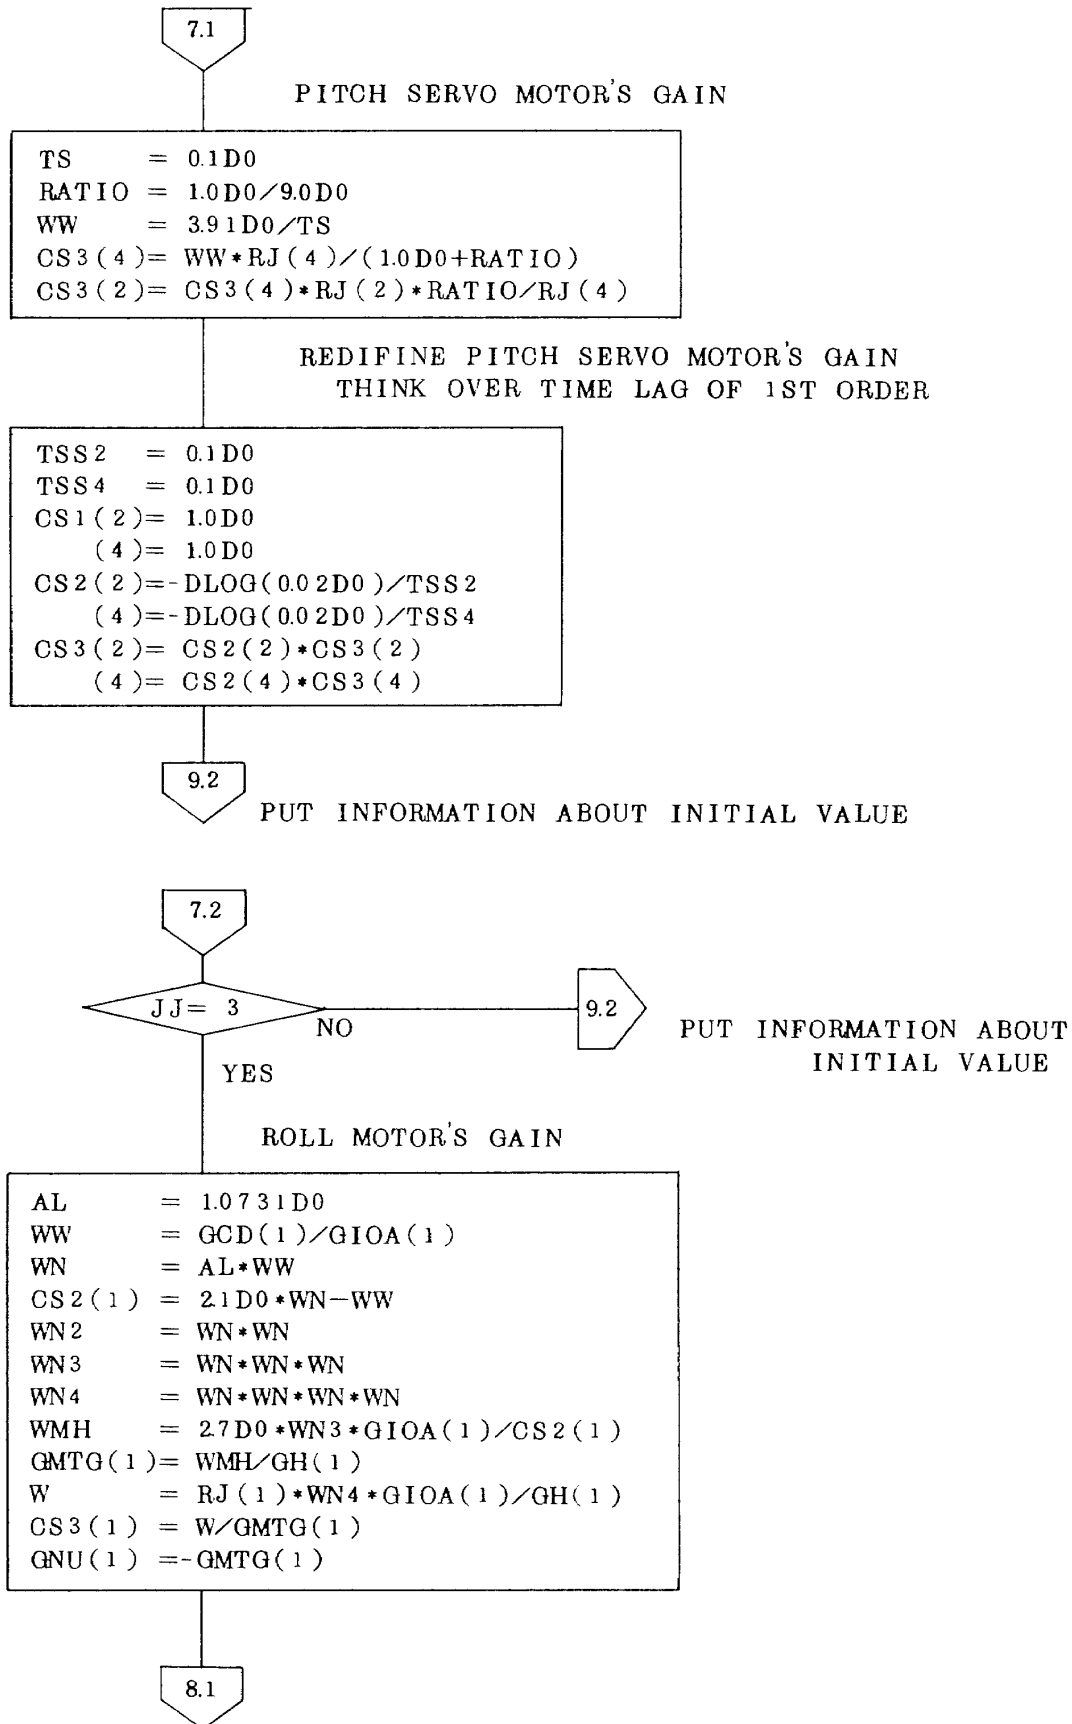 7.1
PITCH SERVO MOTOR'S GAIN
TS = 0.1D0
RATIO = 1.0D0/9.0D0
WW = 3.91D0/TS
CS3(4)= WW*RJ(4)/(1.0D0+RATIO)
CS3(2)= CS3(4)*RJ(2)*RATIO/RJ(4)
REDIFINE PITCH SERVO MOTOR'S GAIN
THINK OVER TIME LAG OF 1ST ORDER
TSS2 = 0.1D0
TSS4 = 0.1D0
CS1(2)= 1.0D0
(4)= 1.0D0
CS2(2)=-DLOG(0.02D0)/TSS2
(4)=-DLOG(0.02D0)/TSS4
CS3(2)= CS2(2)*CS3(2)
(4)= CS2(4)*CS3(4)
9.2
PUT INFORMATION ABOUT INITIAL VALUE
7.2
JJ= 3
NO
9.2
PUT INFORMATION ABOUT
INITIAL VALUE
YES
ROLL MOTOR'S GAIN
AL = 1.0731D0
WW = GCD(1)/GIOA(1)
WN = AL*WW
CS2(1) = 2.1D0*WN-WW
WN2 = WN*WN
WN3 = WN*WN*WN
WN4 = WN*WN*WN*WN
WMH = 2.7D0*WN3*GIOA(1)/CS2(1)
GMTG(1)= WMH/GH(1)
W = RJ(1)*WN4*GIOA(1)/GH(1)
CS3(1) = W/GMTG(1)
GNU(1) =-GMTG(1)
8.1